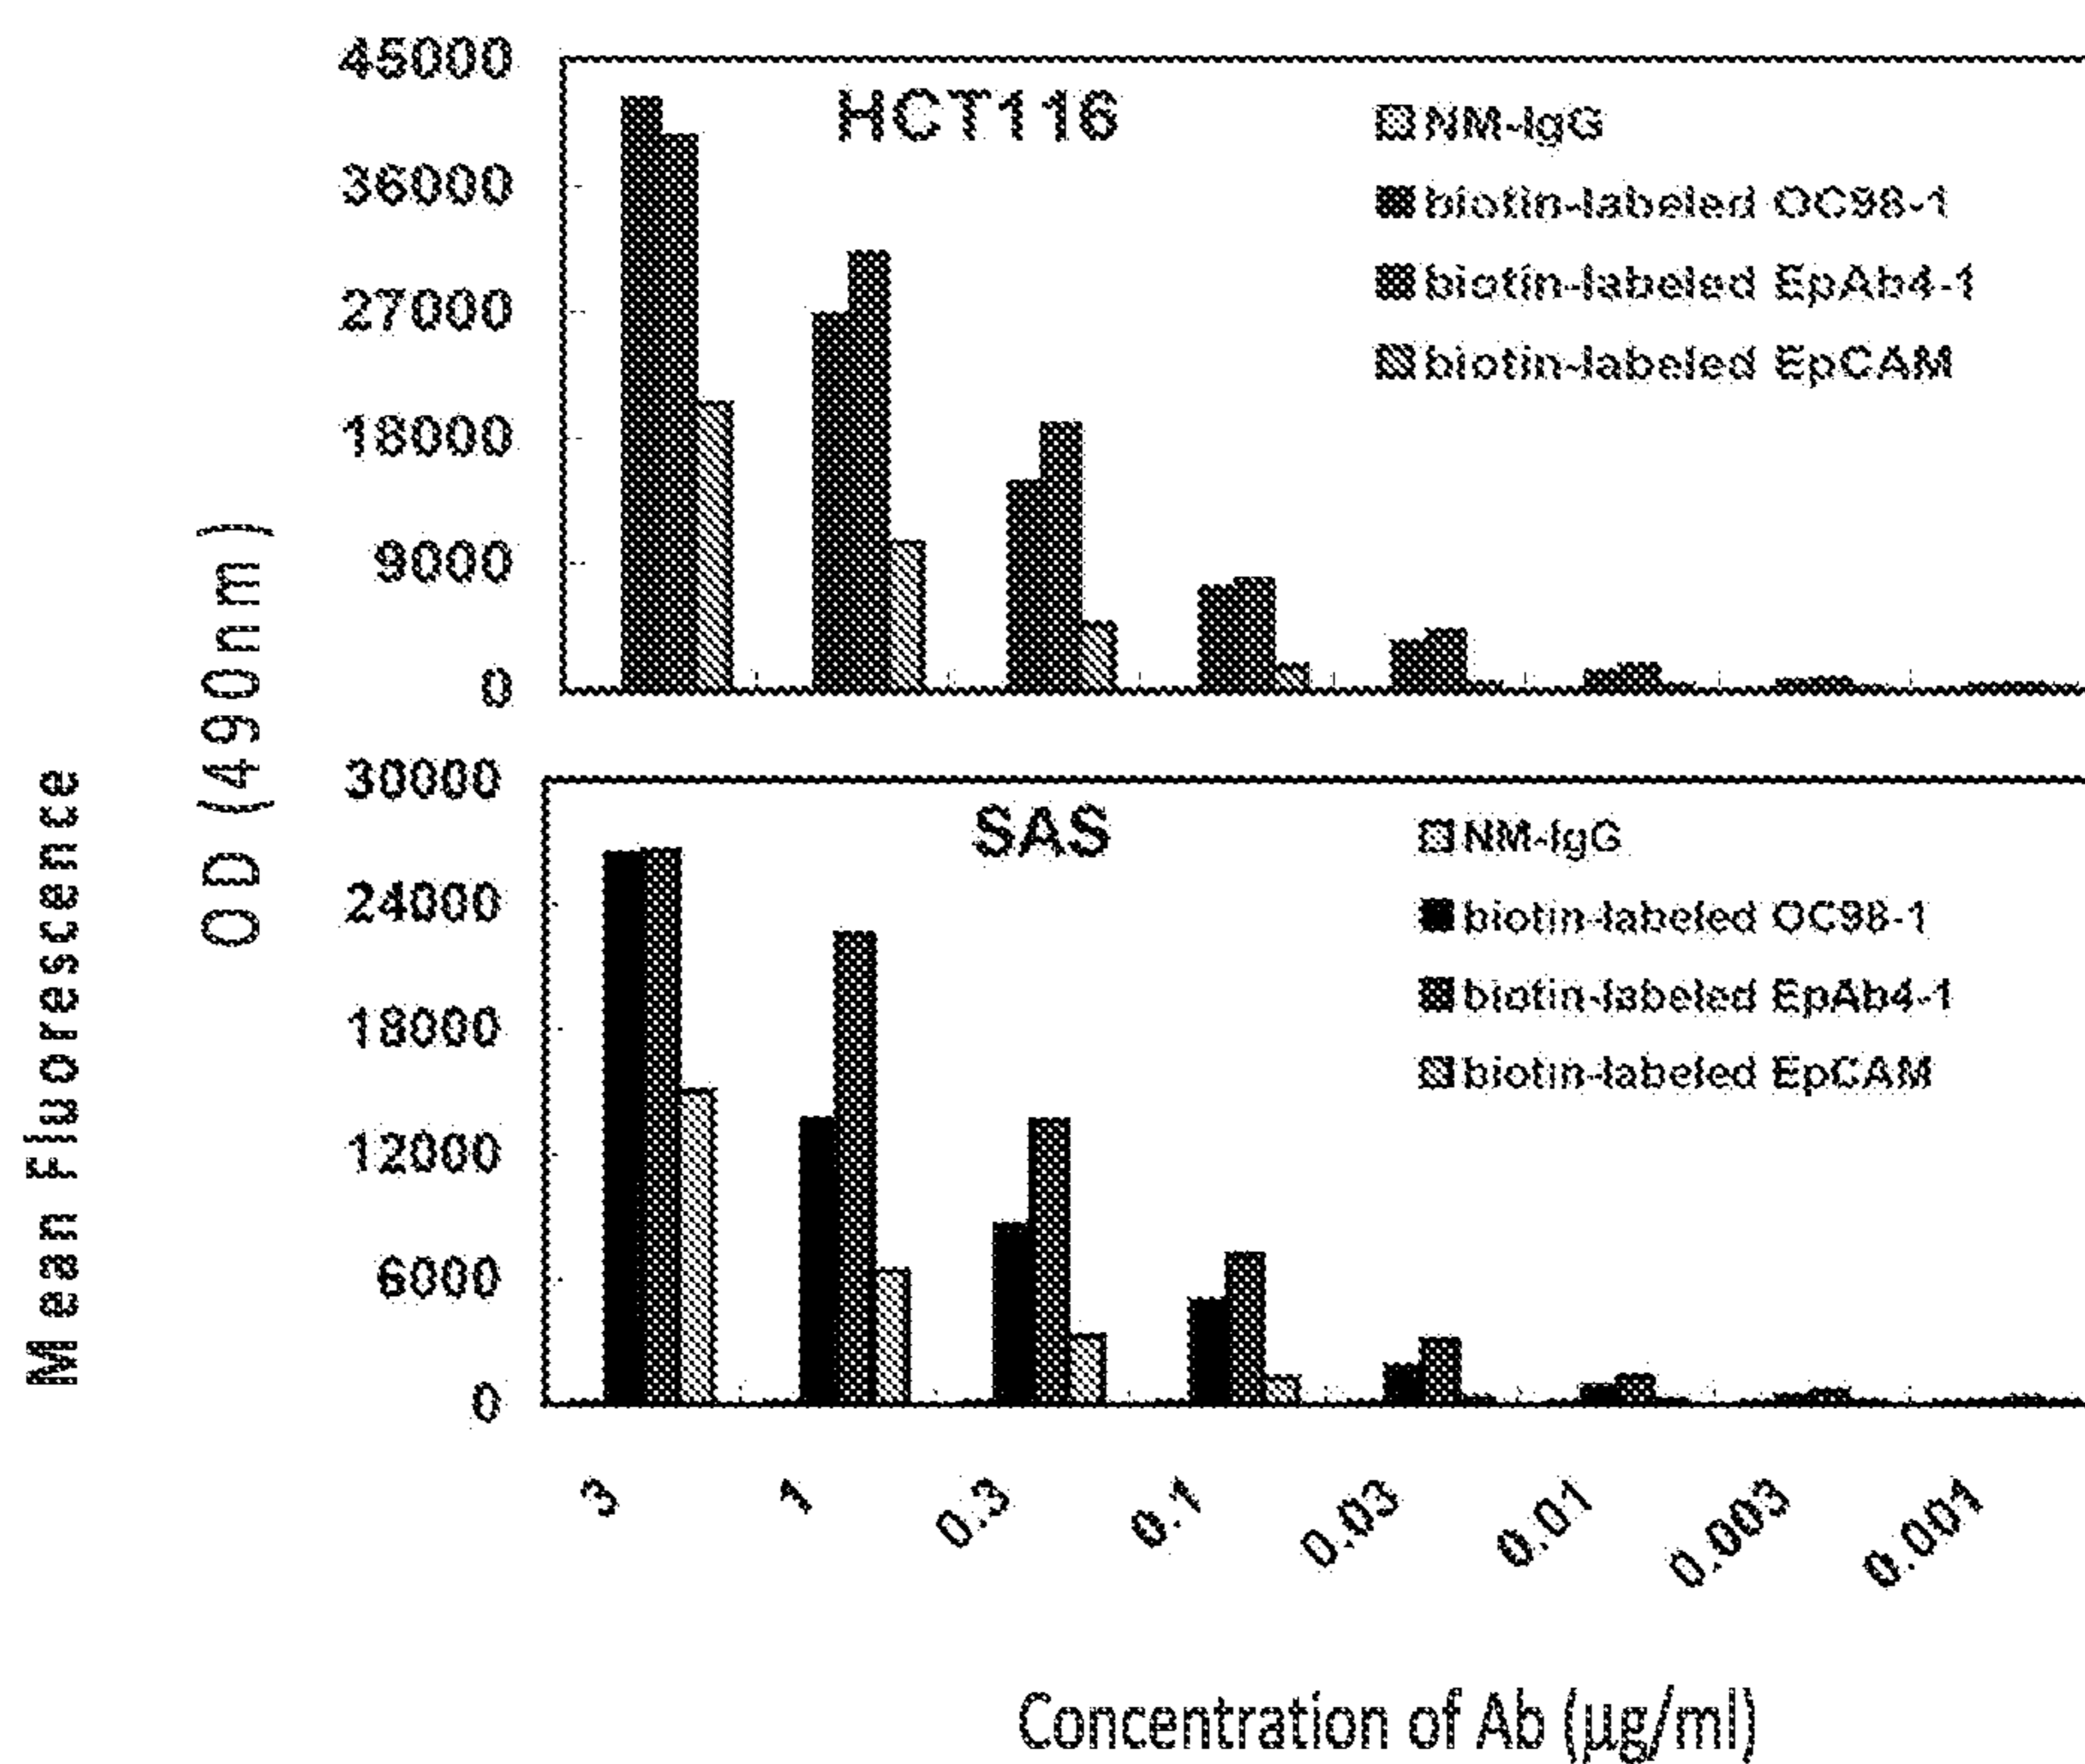 Mean Fluorescence
OD (490nm)
45000
36000
27000
18000
9000
0
HCT116
NM-IgG
biotin-labeled OC98-1
biotin-labeled EpAb4-1
biotin-labeled EpCAM
30000
24000
18000
12000
6000
0
SAS
NM-IgG
biotin-labeled OC98-1
biotin-labeled EpAb4-1
biotin-labeled EpCAM
3 1 0.3 0.1 0.03 0.01 0.003 0.001
Concentration of Ab (µg/ml)